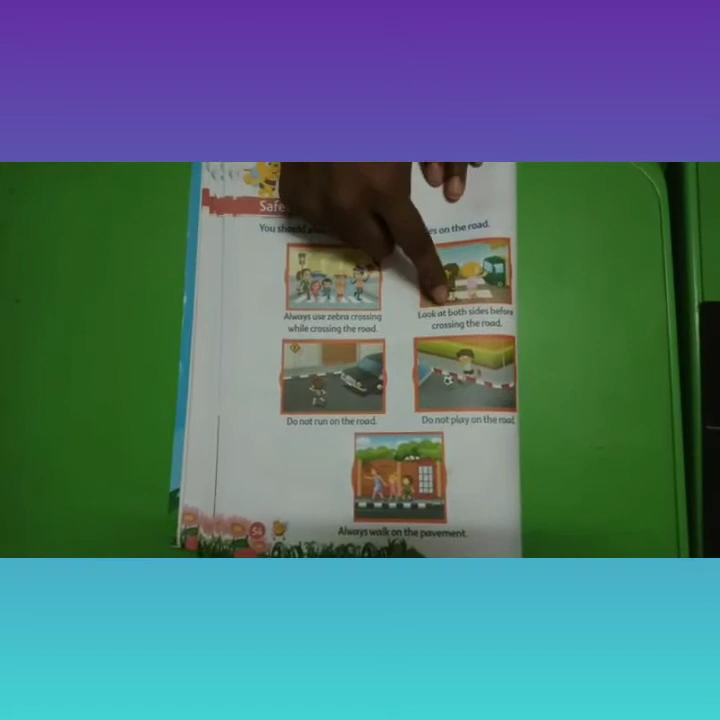 Safe
You should es on the road.
Always use zebra crossing
while crossing the road.
Look at both sides before
crossing the road.
Do not run on the road.
Do not play on the road.
Always walk on the pavement.